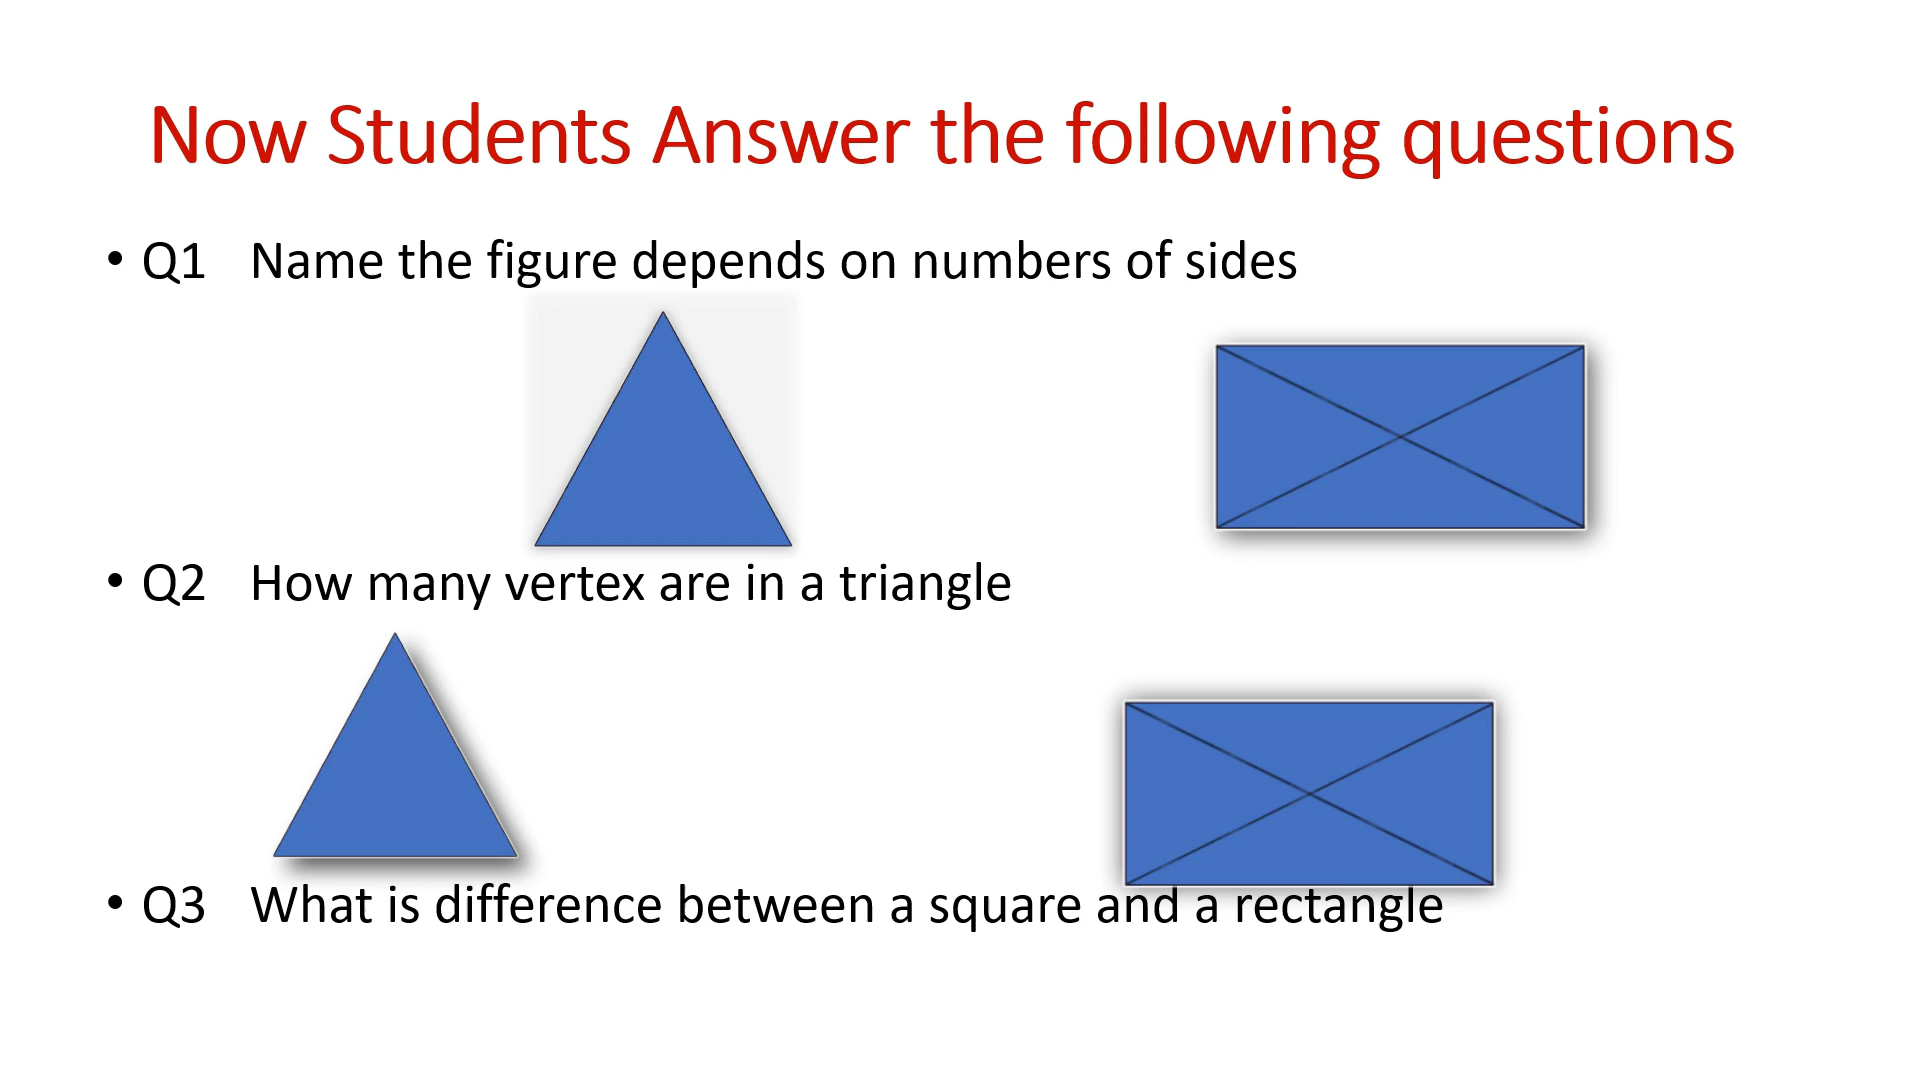 Now Students Answer the following questions
• Q1 Name the figure depends on numbers of sides
• Q2 How many vertex are in a triangle
• Q3 What is difference between a square and a rectangle